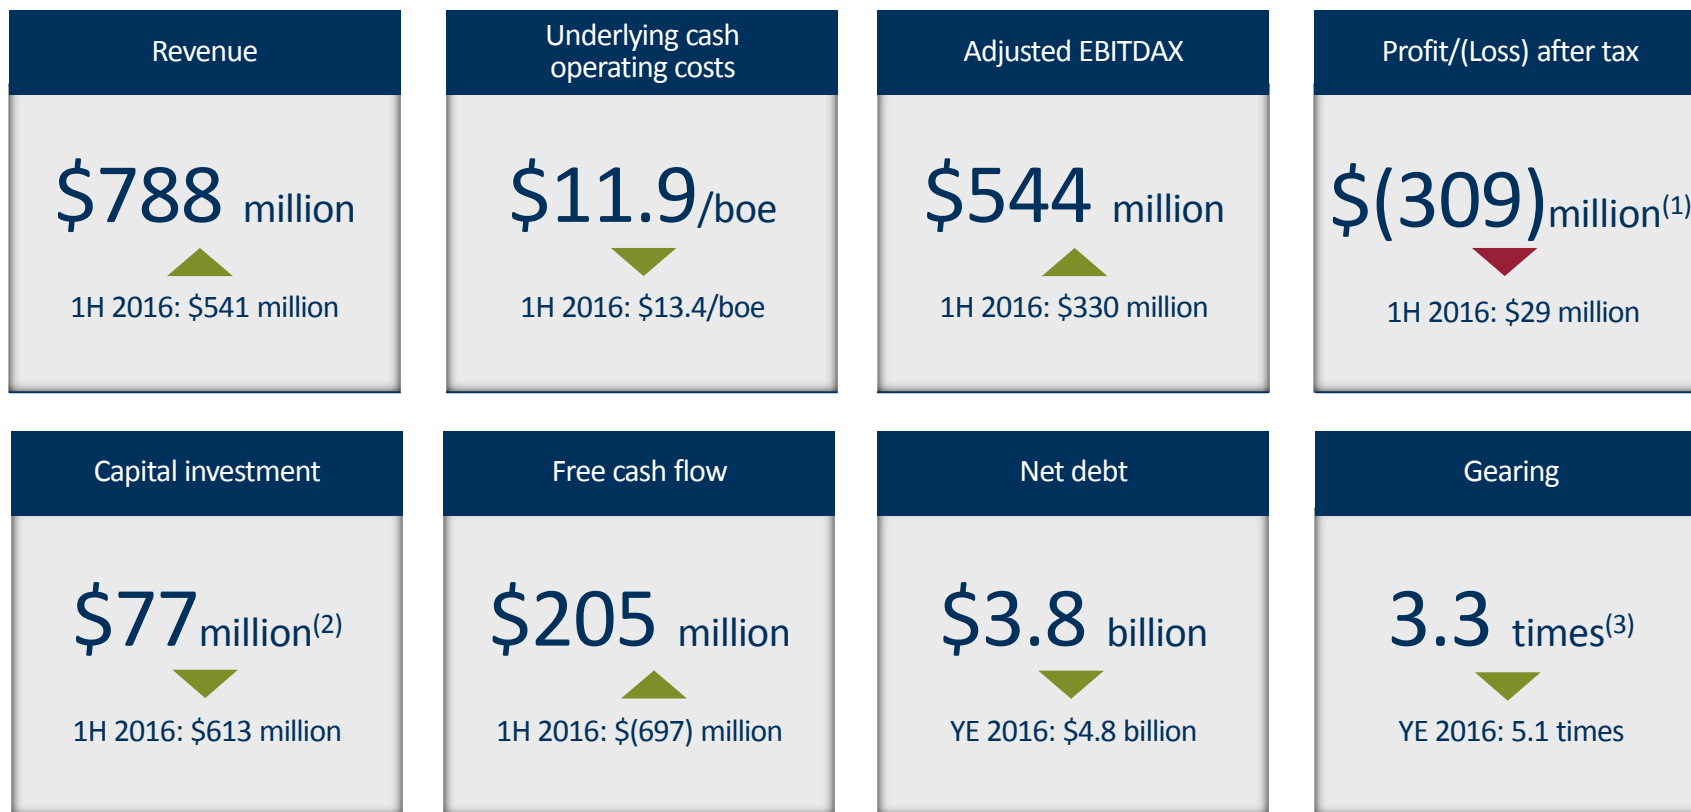 Revenue
$788 million
1H 2016: $541 million
Underlying cash
operating costs
$11.9/boe
1H 2016: $13.4/boe
Adjusted EBITDAX
$544 million
1H 2016: $330 million
Profit/(Loss) after tax
$(309)million(1)
1H 2016: $29 million
Capital investment
$77million(2)
1H 2016: $613 million
Free cash flow
$205 million
1H 2016: $(697) million
Net debt
$3.8 billion
YE 2016: $4.8 billion
Gearing
3.3 times(3)
YE 2016: 5.1 times